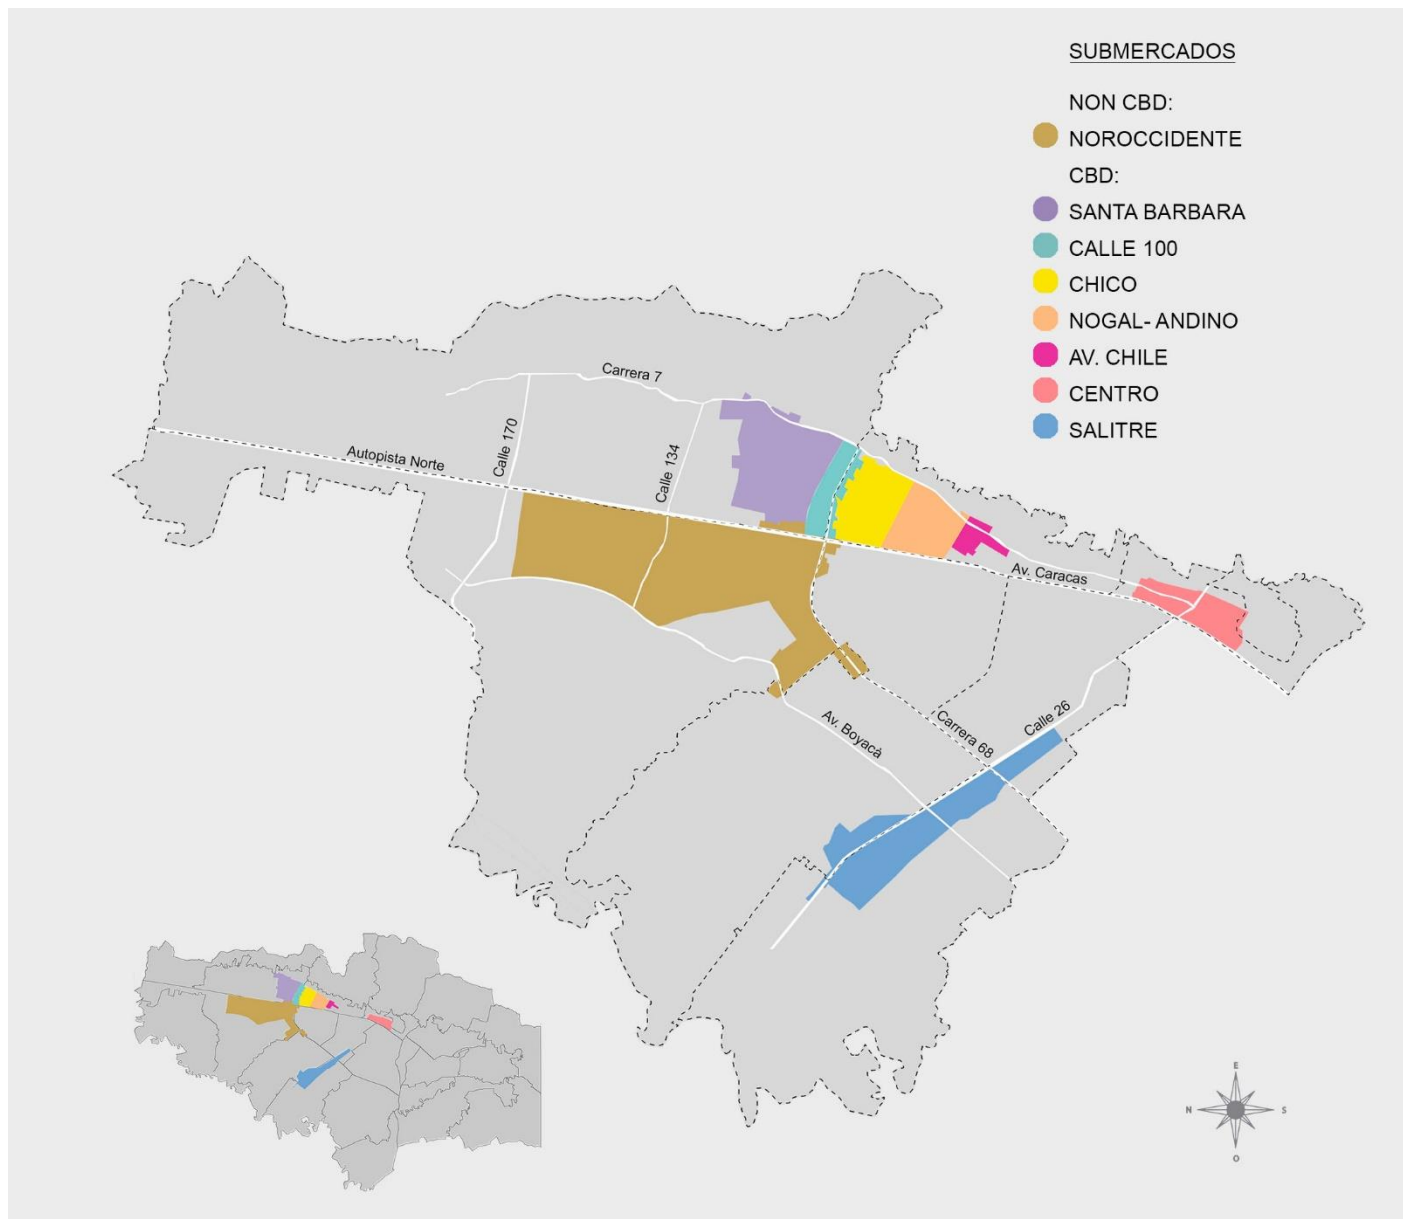 SUBMERCADOS
NON CBD:
NOROCCIDENTE
CBD:
SANTA BARBARA
CALLE 100
CHICO
NOGAL- ANDINO
AV. CHILE
CENTRO
SALITRE
Carrera 7
Calle 170
Autopista Norte
Calle 134
Av. Caracas
Av. Boyacá
Carrera 68
Calle 26
E
N
S
O